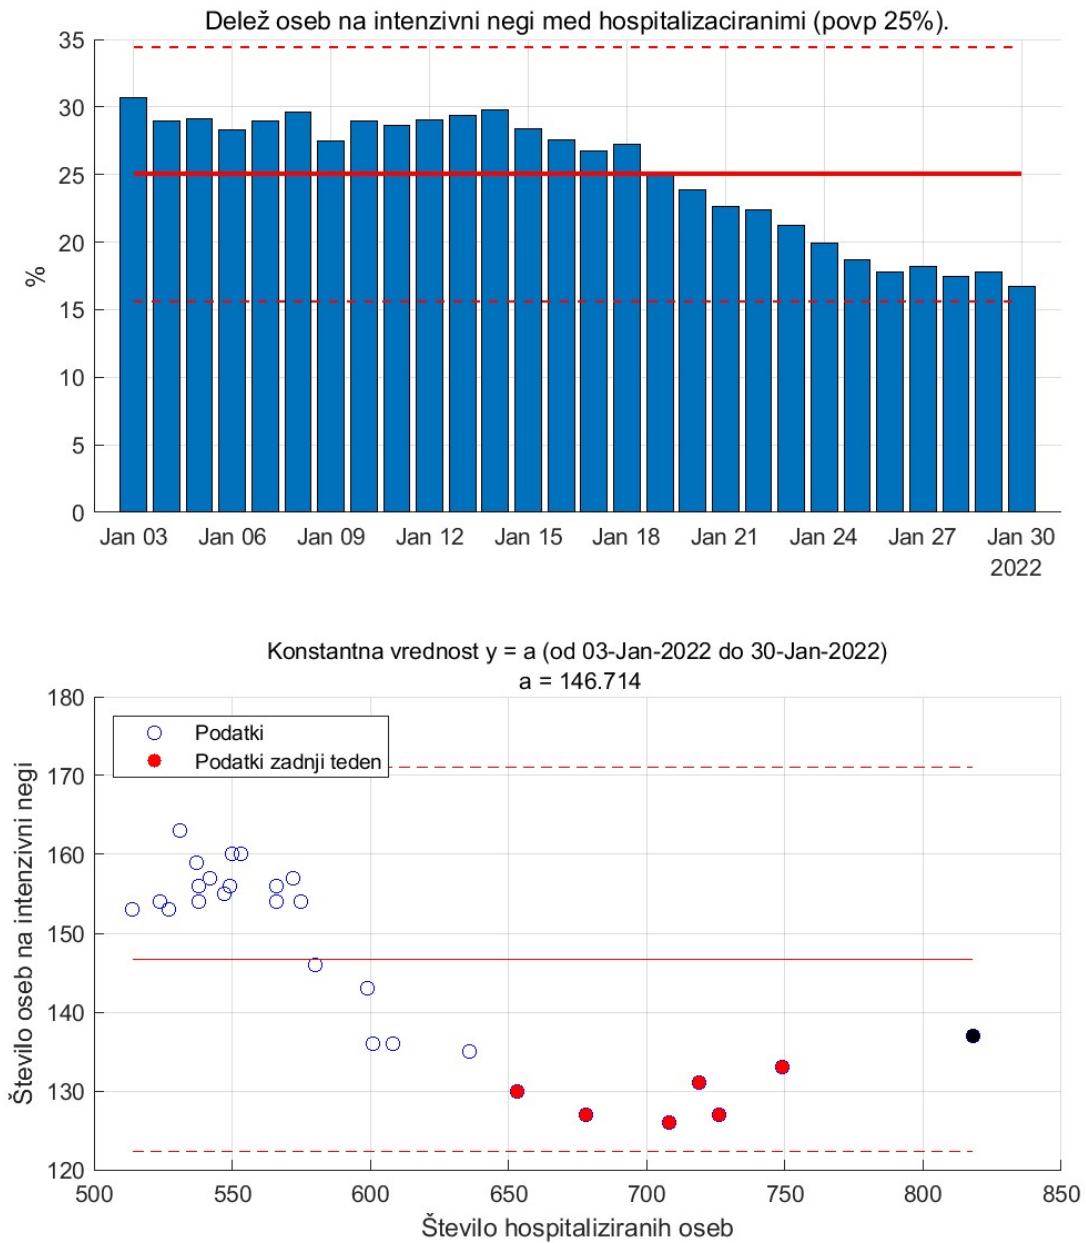 Delež oseb na intenzivni negi med hospitalizaciranimi (povp 25%).
35
30
25
20
15
10
5
0
%
Jan 03 Jan 06 Jan 09 Jan 12 Jan 15 Jan 18 Jan 21 Jan 24 Jan 27 Jan 30
2022
Konstantna vrednost y = a (od 03-Jan-2022 do 30-Jan-2022)
a = 146.714
180
170
160
150
140
130
120
Število oseb na intenzivni negi
Podatki
Podatki zadnji teden
500 550 600 650 700 750 800 850
Število hospitaliziranih oseb